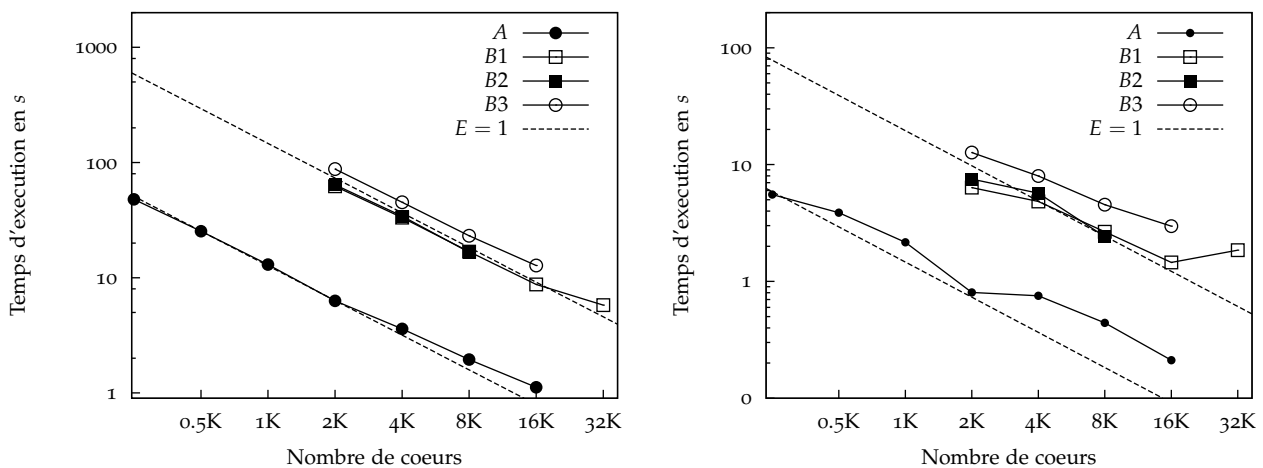 Temps d'execution en s
1000
100
10
1
0.5K 1K 2K 4K 8K 16K 32K
Nombre de coeurs
A
B1
B2
B3
E = 1
Temps d'execution en s
100
10
1
0
0.5K 1K 2K 4K 8K 16K 32K
Nombre de coeurs
A
B1
B2
B3
E = 1